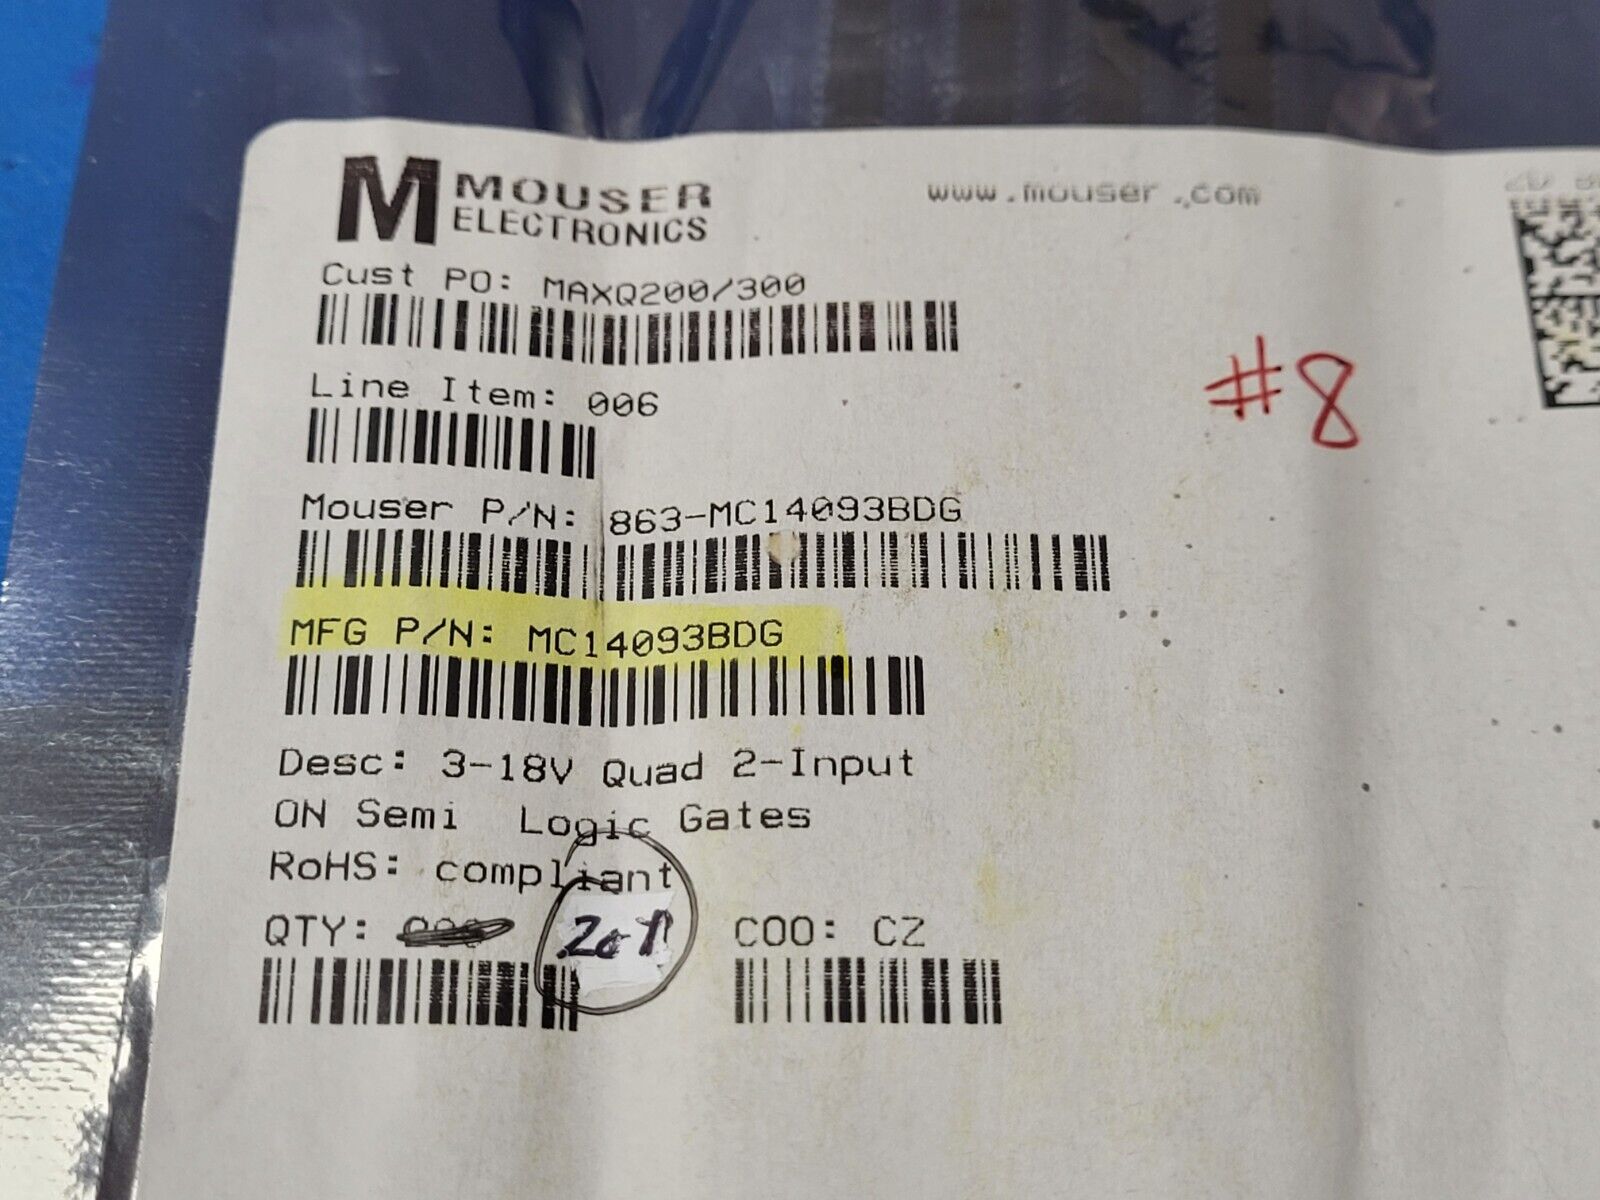 M MOUSER
ELECTRONICS
www.mouser.com
Cust PO: MAXQ200/300
#8
Line Item: 006
Mouser P/N: 863-MC14093BDG
MFG P/N: MC14093BDG
Desc: 3-18V Quad 2-Input
ON Semi Logic Gates
RoHS: compliant
QTY:
COO: CZ